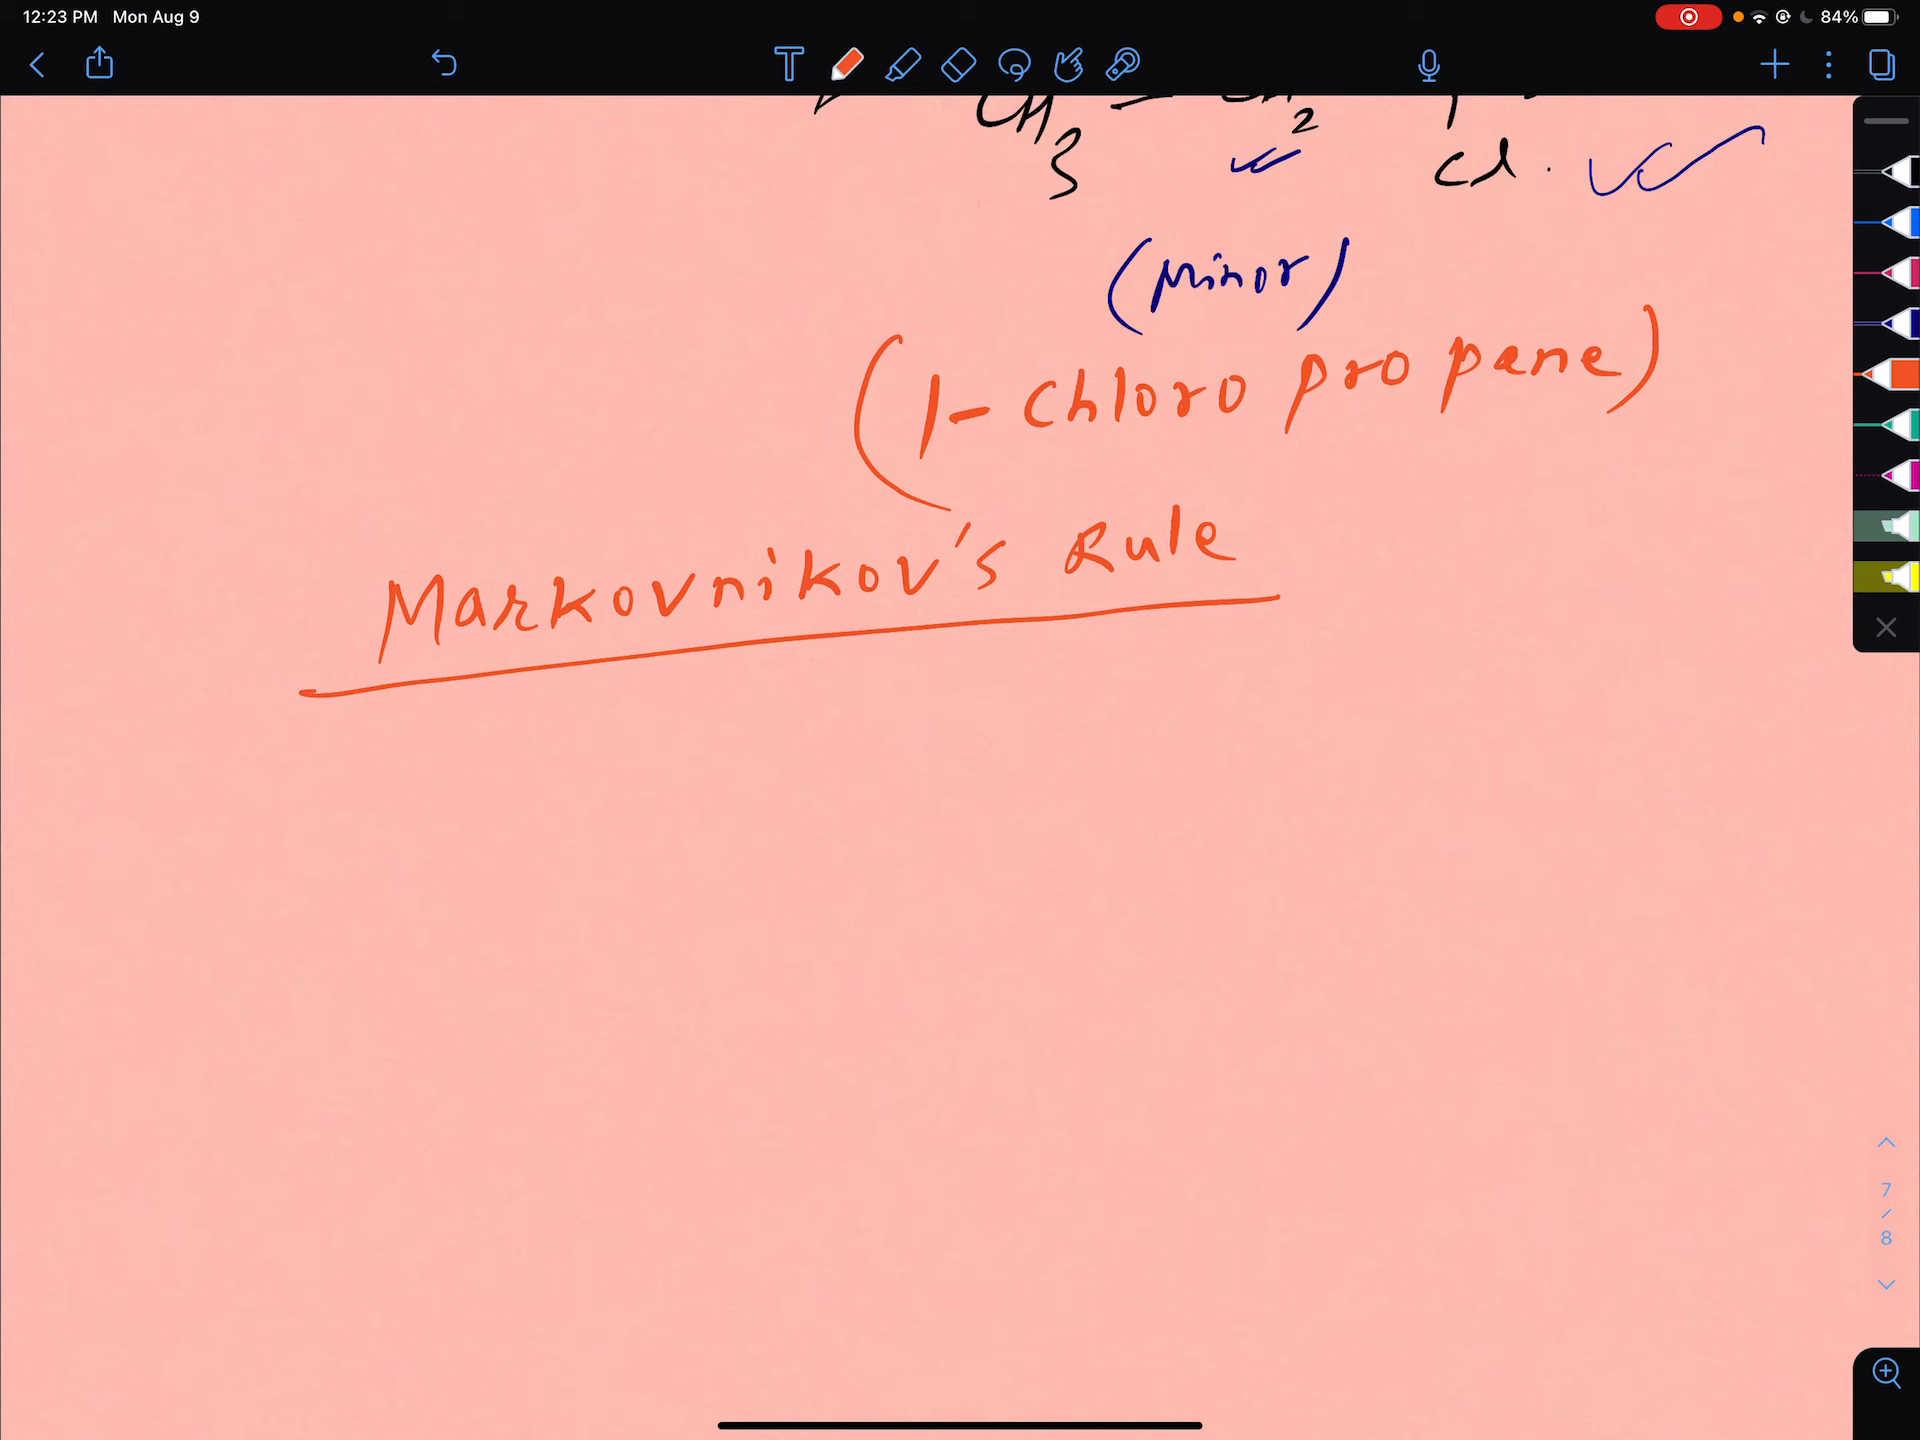 12:23 PM Mon Aug 9
84%
CH3 — 2
Cl.
(Minor)
(1- chloro propane)
Markovnikov's Rule
7
/
8